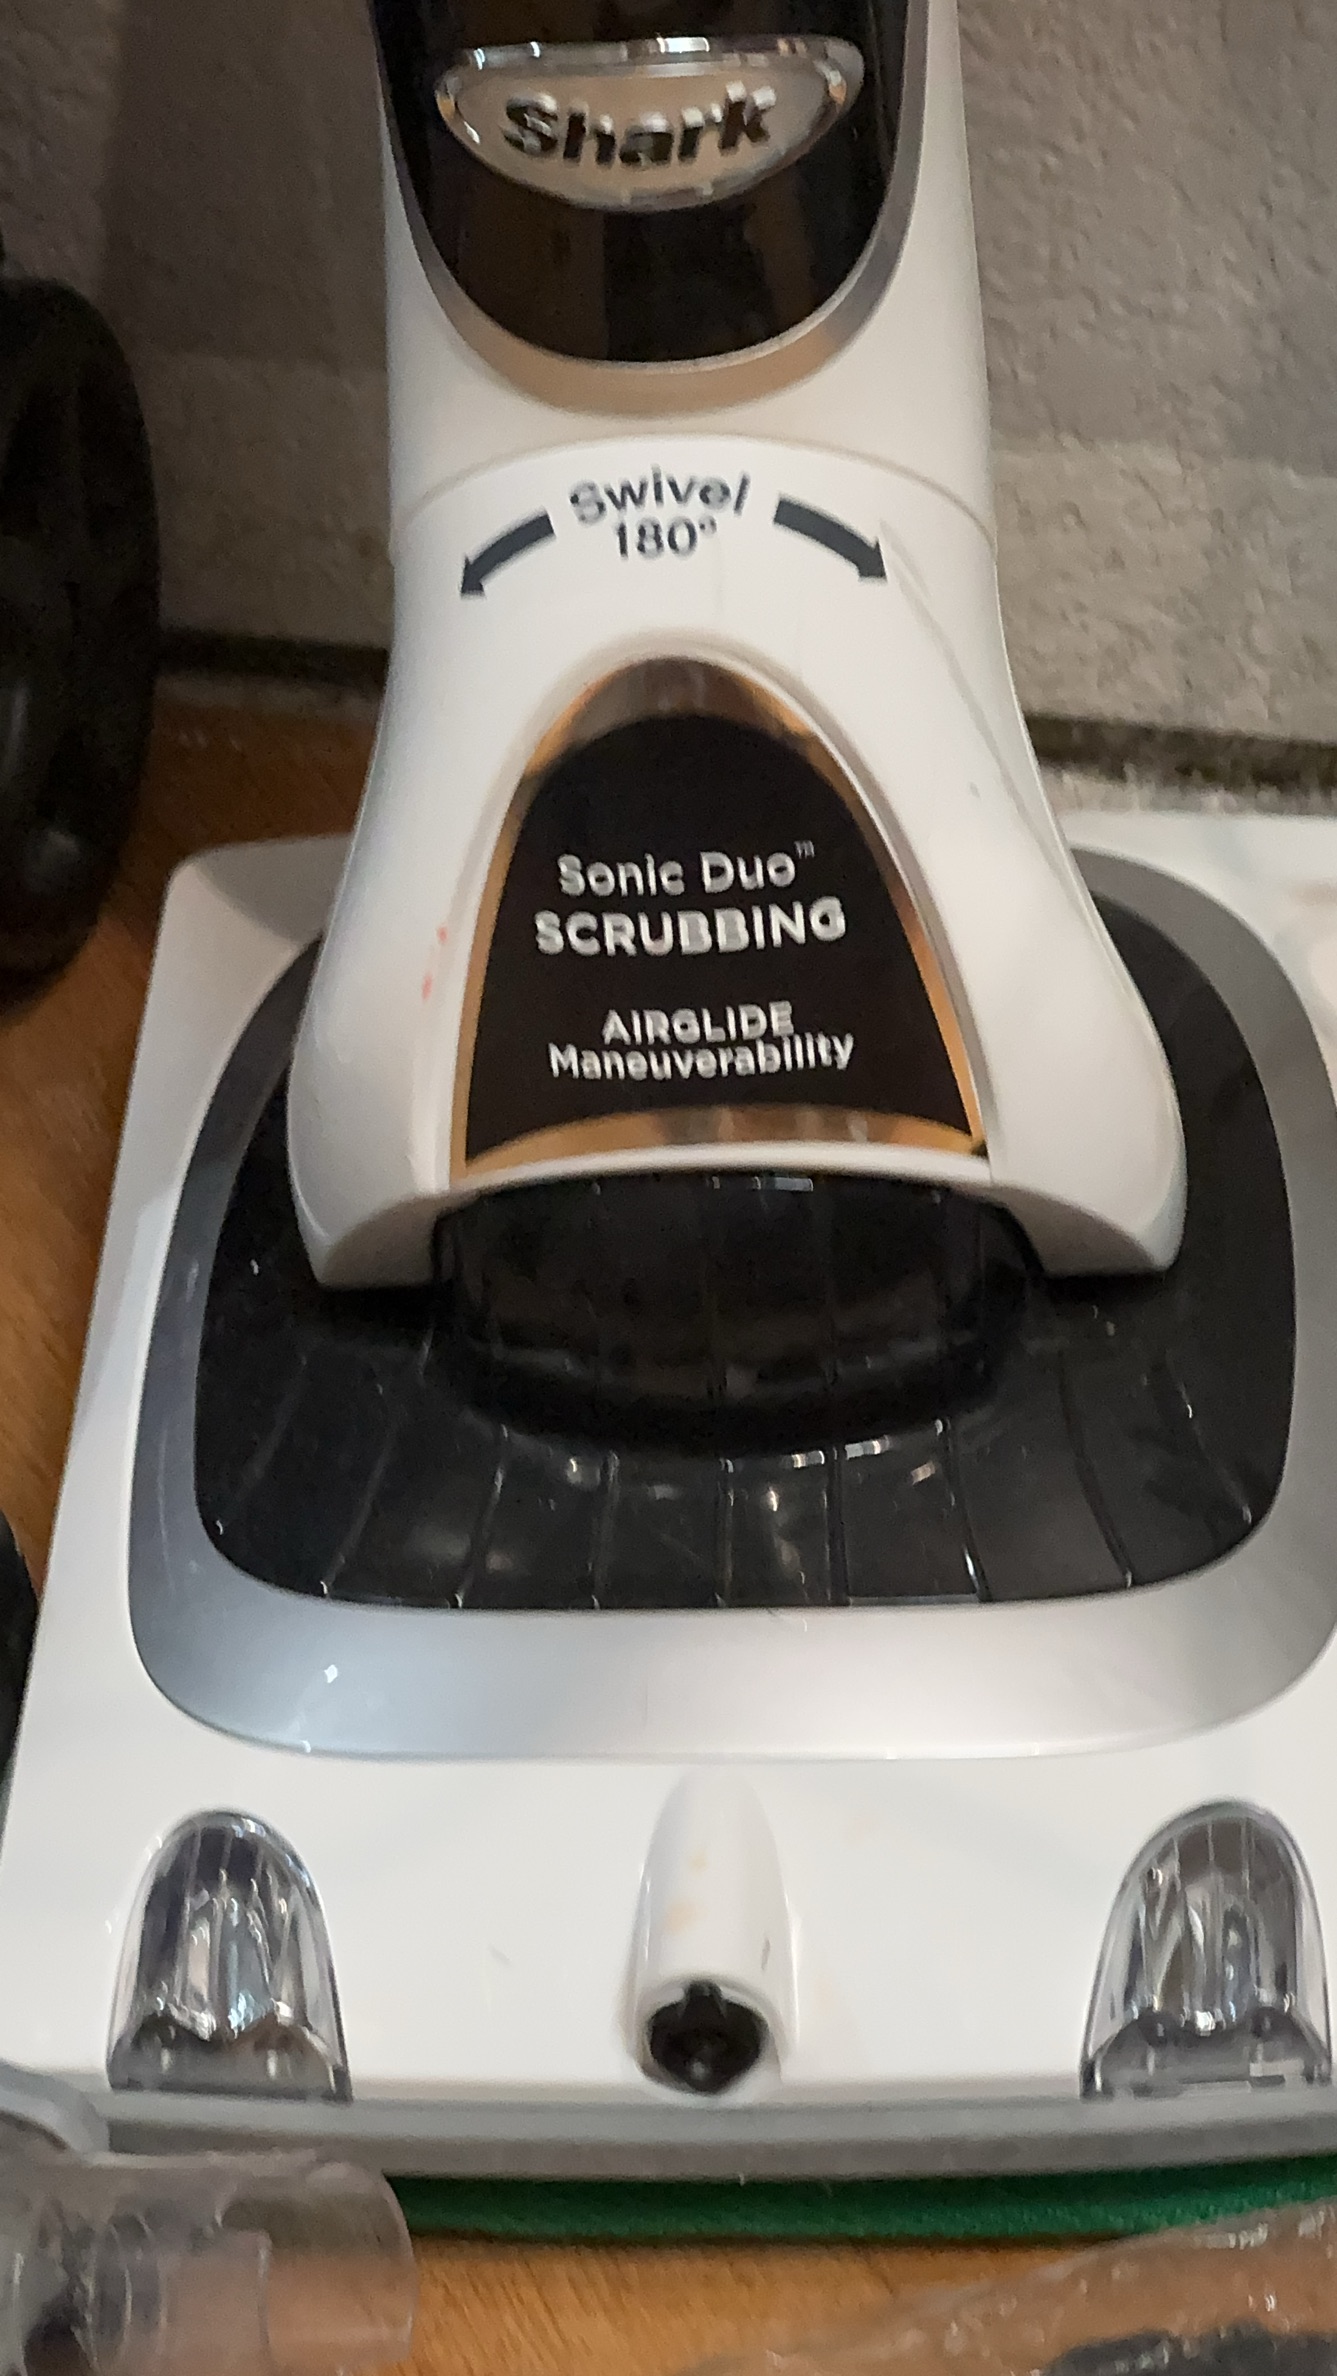 Shark
Swivel
180°
Sonic Duo™
SCRUBBING
AIRGLIDE
Maneuverability